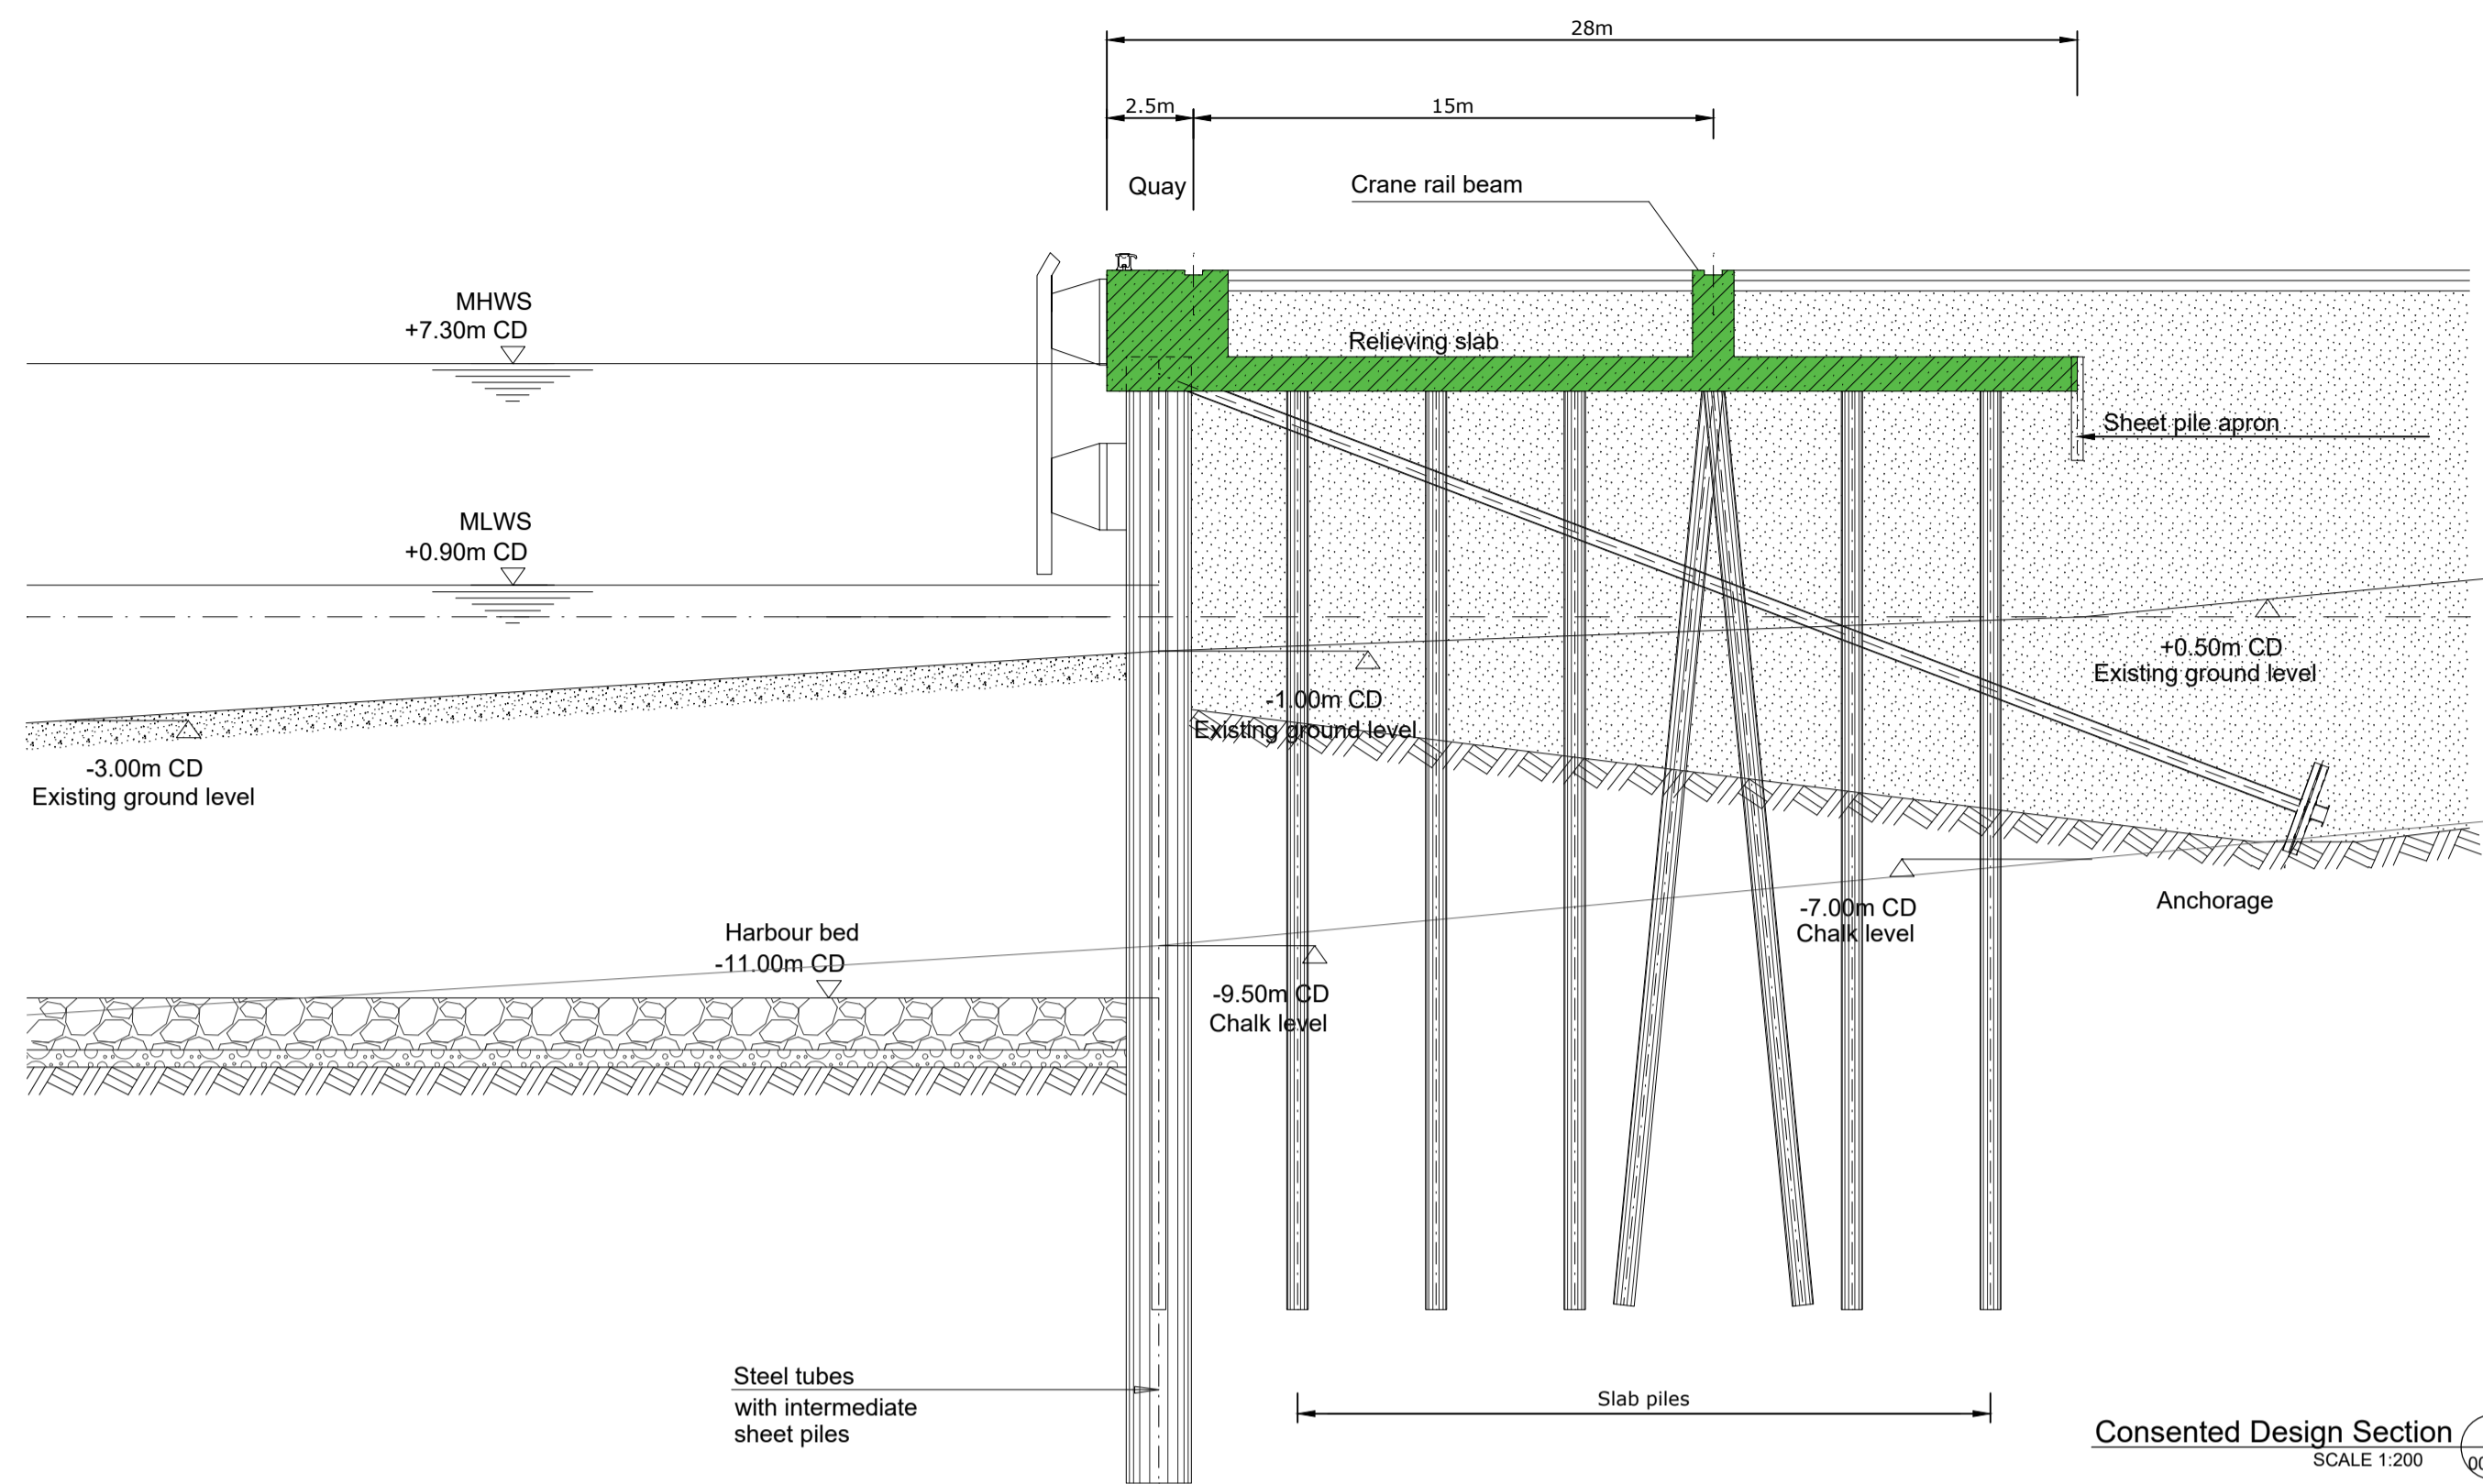 28m
2.5m
15m
Quay
Crane rail beam
MHWS
+7.30m CD
Relieving slab
Sheet pile apron
MLWS
+0.90m CD
+0.50m CD
Existing ground level
-1.00m CD
Existing ground level
-3.00m CD
Existing ground level
Anchorage
-7.00m CD
Chalk level
Harbour bed
-11.00m CD
-9.50m CD
Chalk level
Steel tubes
with intermediate
sheet piles
Slab piles
Consented Design Section
SCALE 1:200